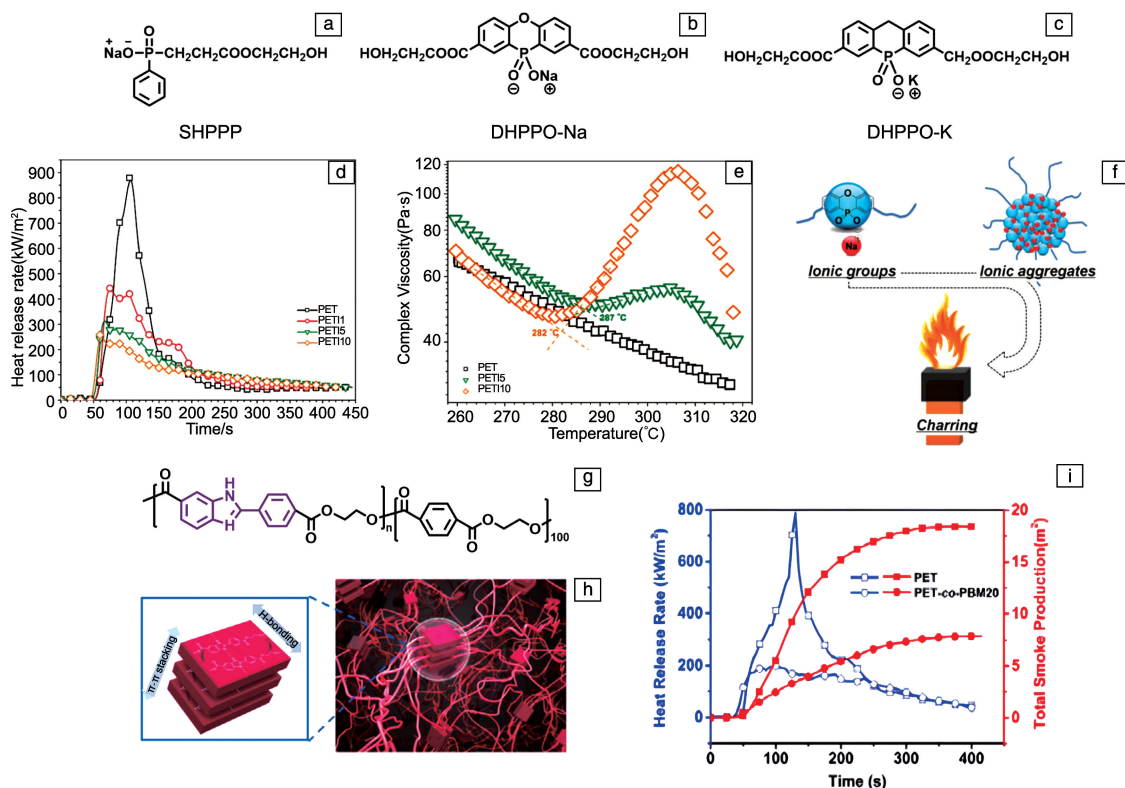 a
O
+ −
NaO P CH₂CH₂COOCH₂CH₂OH
SHPPP
b
O
HOH₂CH₂COOC COOCH₂CH₂OH
P
O ONa
⊖ ⊕
DHPPO-Na
c
HOH₂CH₂COOC CH₂OOCH₂CH₂OH
P
O O K
⊖ ⊕
DHPPO-K
d
Heat release rate(kW/m²)
900
800
700
600
500
400
300
200
100
0
0 50 100 150 200 250 300 350 400 450
Time/s
PET
PETI1
PETI5
PETI10
e
Complex Viscosity(Pa·s)
120
100
80
60
40
282 °C
287 °C
PET
PETI5
PETI10
260 270 280 290 300 310 320
Temperature(°C)
f
O
P
O O
Na
Ionic groups
Ionic aggregates
Charring
g
O
H
N
H
O
O
O
n
O
O
O
O
100
h
π-π stacking
H-bonding
i
Heat Release Rate (kW/m²)
800
600
400
200
0
Total Smoke Production(m²)
20
15
10
5
0
PET
PET-co-PBM20
0 100 200 300 400
Time (s)